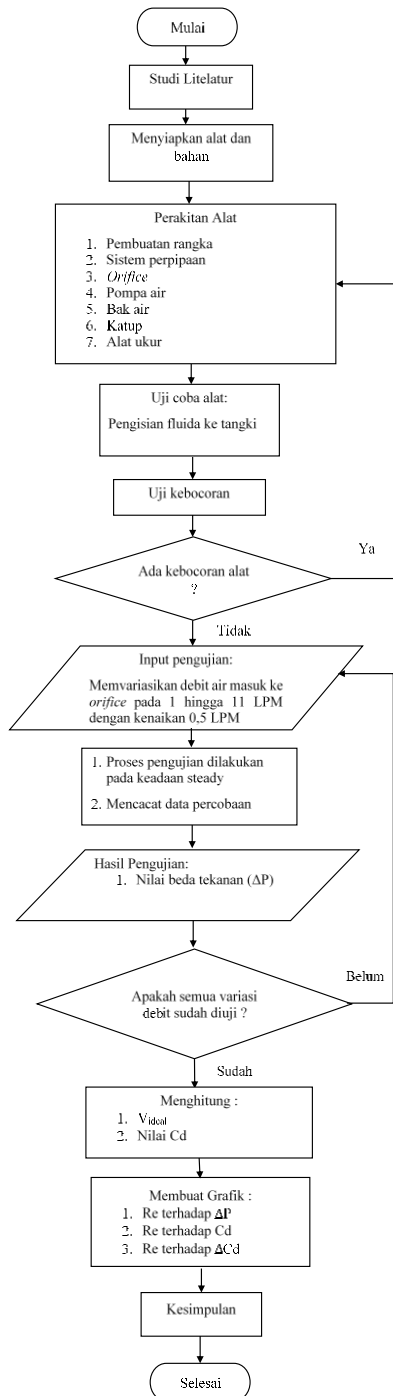 Mulai
Studi Litelatur
Menyiapkan alat dan
bahan
Perakitan Alat
1. Pembuatan rangka
2. Sistem perpipaan
3. Orifice
4. Pompa air
5. Bak air
6. Katup
7. Alat ukur
Uji coba alat:
Pengisian fluida ke tangki
Uji kebocoran
Ada kebocoran alat
?
Ya
Tidak
Input pengujian:
Memvariasikan debit air masuk ke
orifice pada 1 hingga 11 LPM
dengan kenaikan 0,5 LPM
1. Proses pengujian dilakukan
pada keadaan steady
2. Mencacat data percobaan
Hasil Pengujian:
1. Nilai beda tekanan (ΔP)
Apakah semua variasi
debit sudah diuji ?
Belum
Sudah
Menghitung :
1. Videal
2. Nilai Cd
Membuat Grafik :
1. Re terhadap ΔP
2. Re terhadap Cd
3. Re terhadap ΔCd
Kesimpulan
Selesai